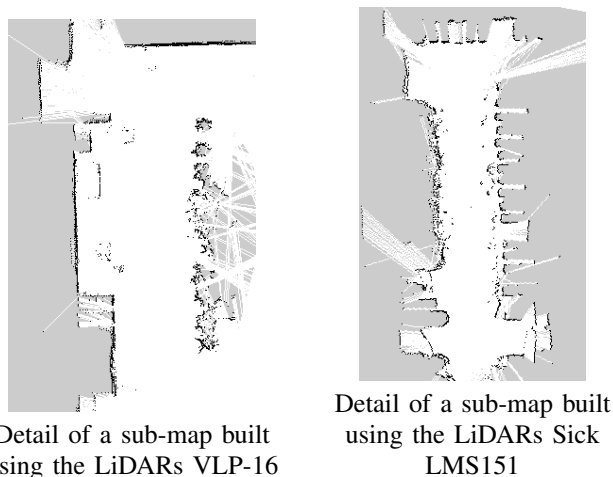 Detail of a sub-map built
using the LiDARs VLP-16
Detail of a sub-map built
using the LiDARs Sick
LMS151